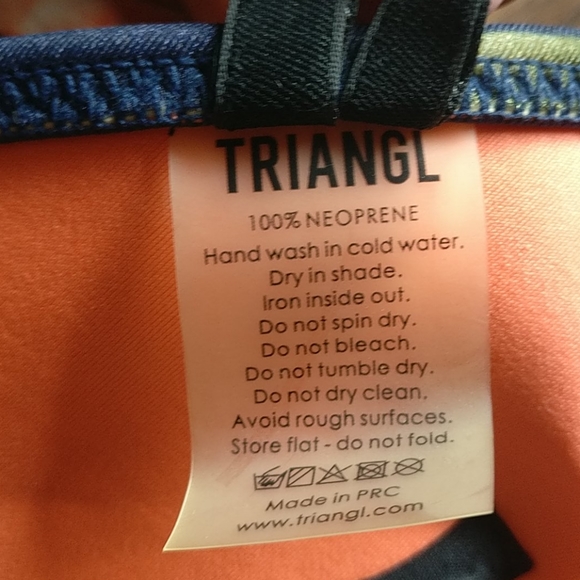 TRIANGL
100% NEOPRENE
Hand wash in cold water.
Dry in shade.
Iron inside out.
Do not spin dry.
Do not bleach.
Do not tumble dry.
Do not dry clean.
Avoid rough surfaces.
Store flat - do not fold.
Made in PRC
www.triangl.com